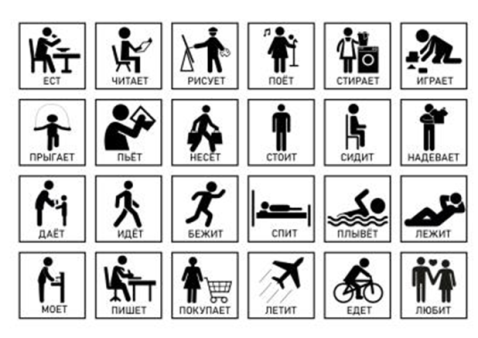 ЕСТ
ЧИТАЕТ
РИСУЕТ
ПОЁТ
СТИРАЕТ
ИГРАЕТ
ПРЫГАЕТ
ПЬЁТ
НЕСЁТ
СТОИТ
СИДИТ
НАДЕВАЕТ
ДАЁТ
ИДЁТ
БЕЖИТ
СПИТ
ПЛЫВЁТ
ЛЕЖИТ
МОЕТ
ПИШЕТ
ПОКУПАЕТ
ЛЕТИТ
ЕДЕТ
ЛЮБИТ